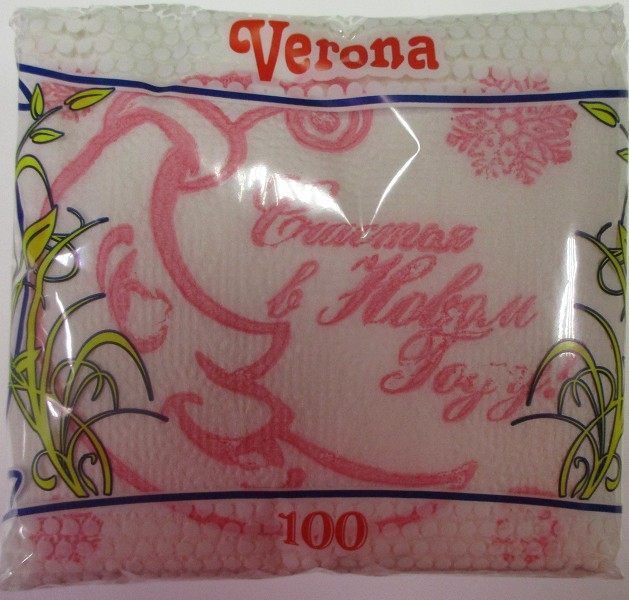 Verona
Счастья
в Новом
Году!
100